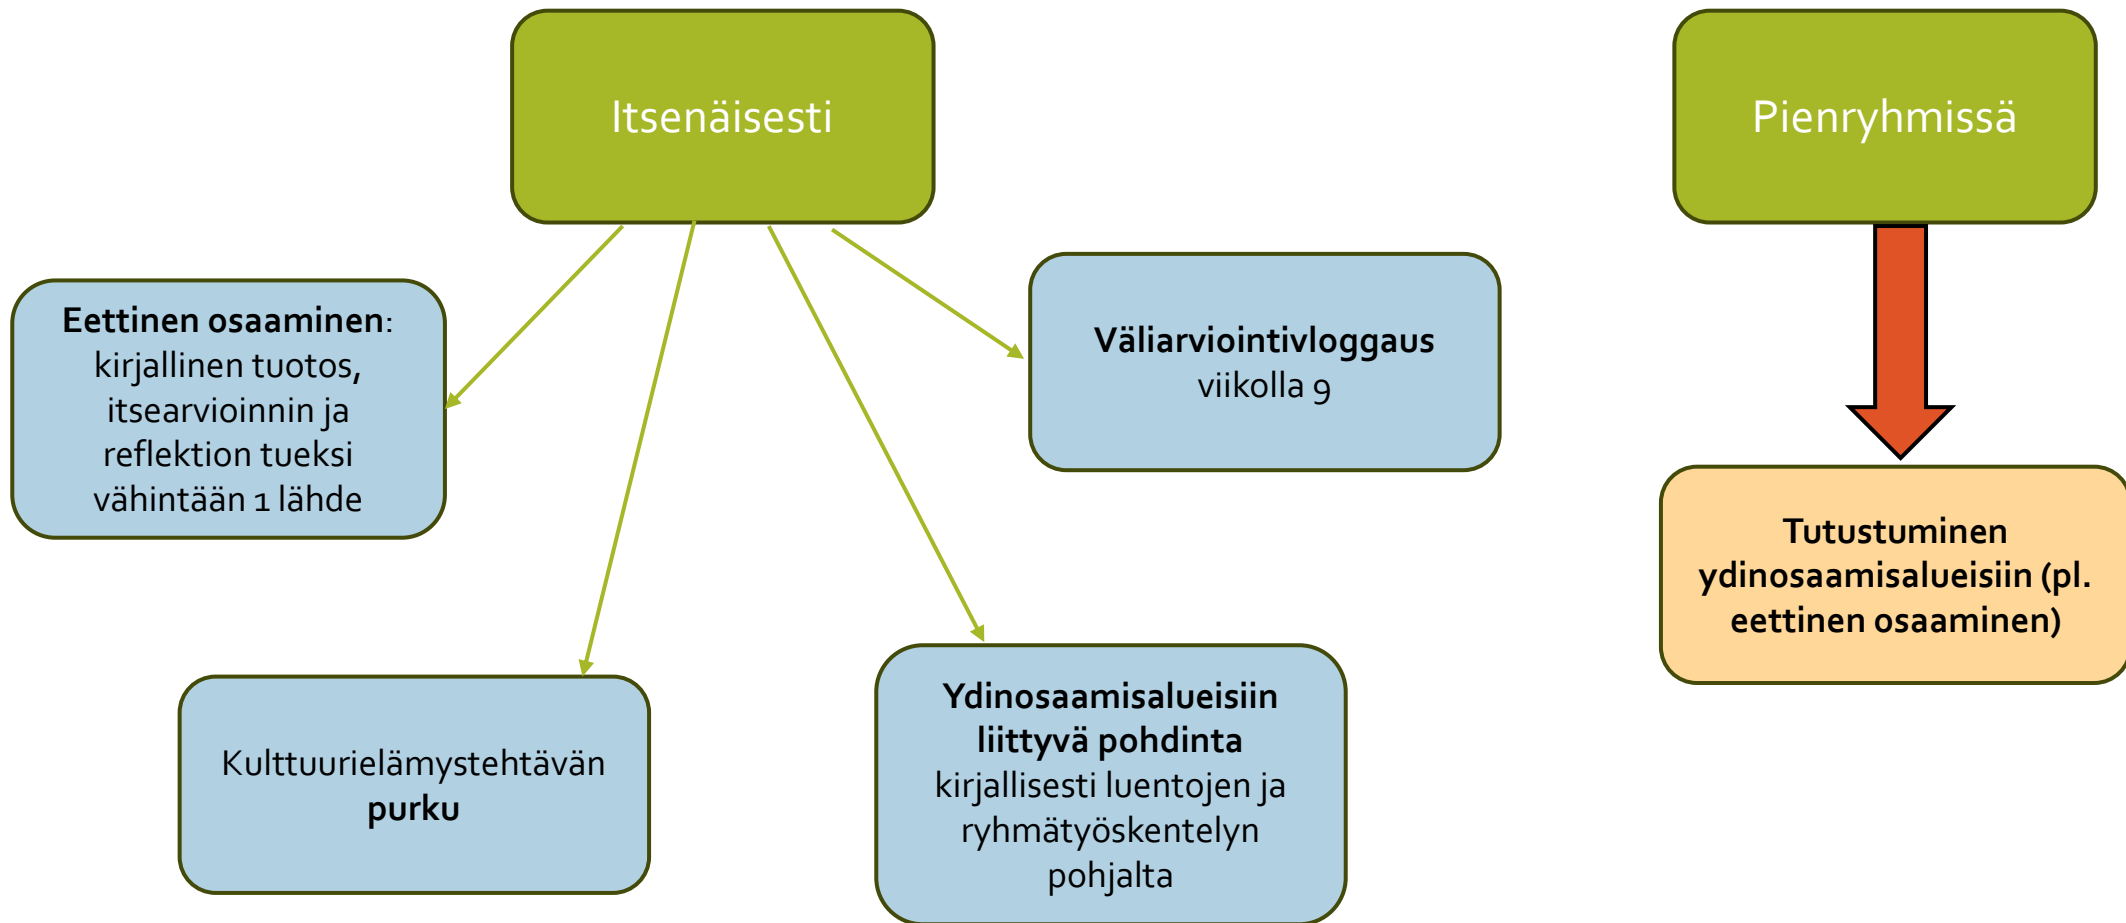 Itsenäisesti
Pienryhmissä
Eettinen osaaminen:
kirjallinen tuotos,
itsearvioinnin ja
reflektion tueksi
vähintään 1 lähde
Väliarviointivloggaus
viikolla 9
Tutustuminen
ydinosaamisalueisiin (pl.
eettinen osaaminen)
Kulttuurielämystehtävän
purku
Ydinosaamisalueisiin
liittyvä pohdinta
kirjallisesti luentojen ja
ryhmätyöskentelyn
pohjalta